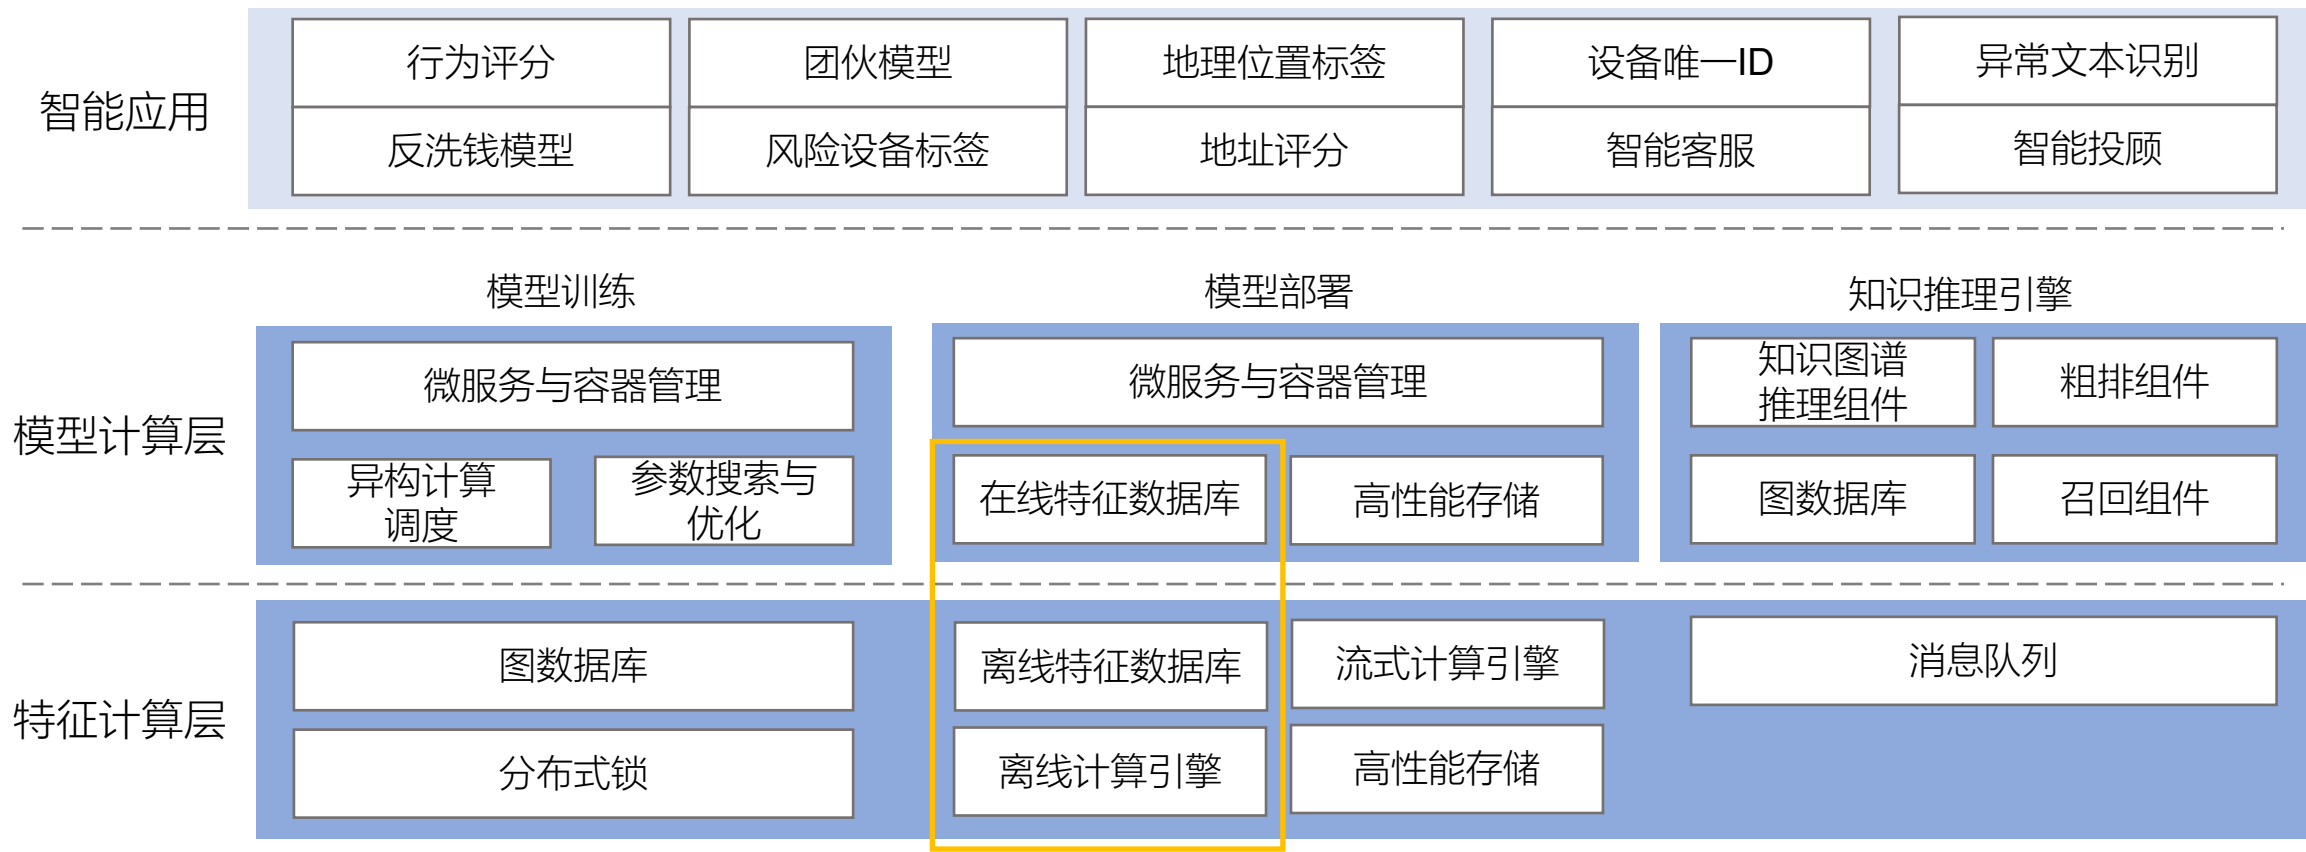 智能应用
行为评分
团伙模型
地理位置标签
设备唯一ID
异常文本识别
反洗钱模型
风险设备标签
地址评分
智能客服
智能投顾
模型计算层
模型训练
微服务与容器管理
异构计算
调度
参数搜索与
优化
模型部署
微服务与容器管理
在线特征数据库
高性能存储
知识推理引擎
知识图谱
推理组件
粗排组件
图数据库
召回组件
特征计算层
图数据库
离线特征数据库
流式计算引擎
消息队列
分布式锁
离线计算引擎
高性能存储